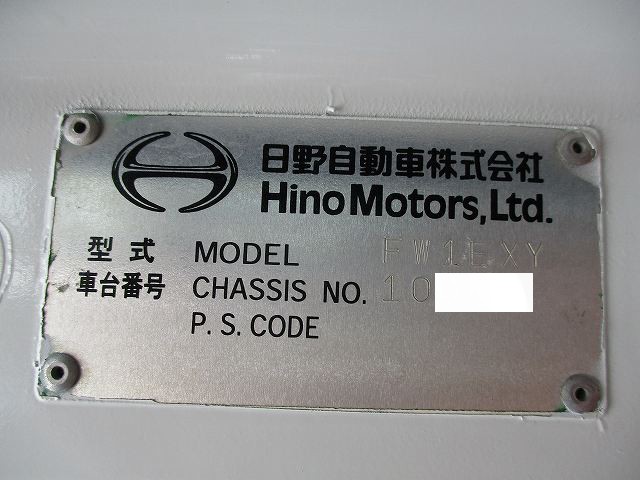 日野自動車株式会社
Hino Motors, Ltd.
型式 MODEL FW1EXY
車台番号 CHASSIS NO. 10
P. S. CODE